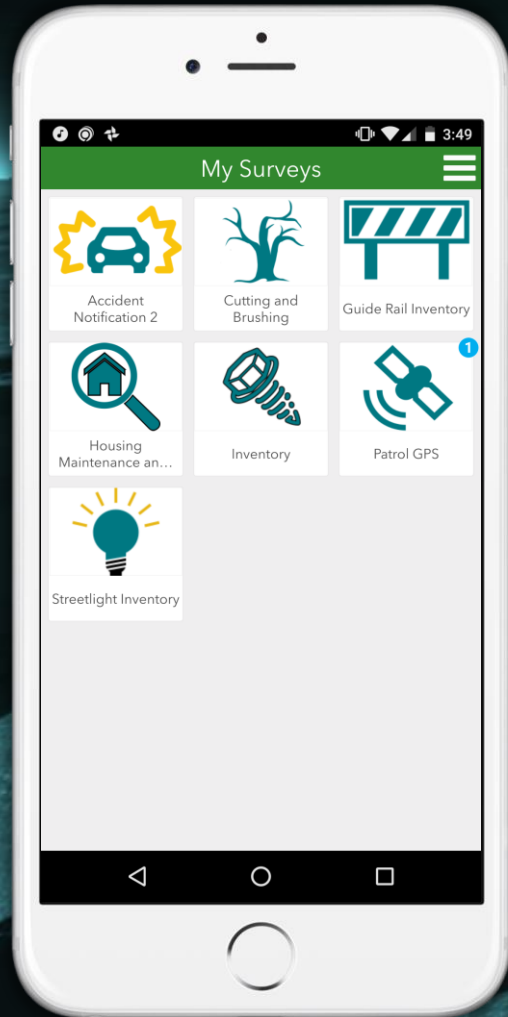 3:49
My Surveys
Accident
Notification 2
Cutting and
Brushing
Guide Rail Inventory
Housing
Maintenance an...
Inventory
1
Patrol GPS
Streetlight Inventory